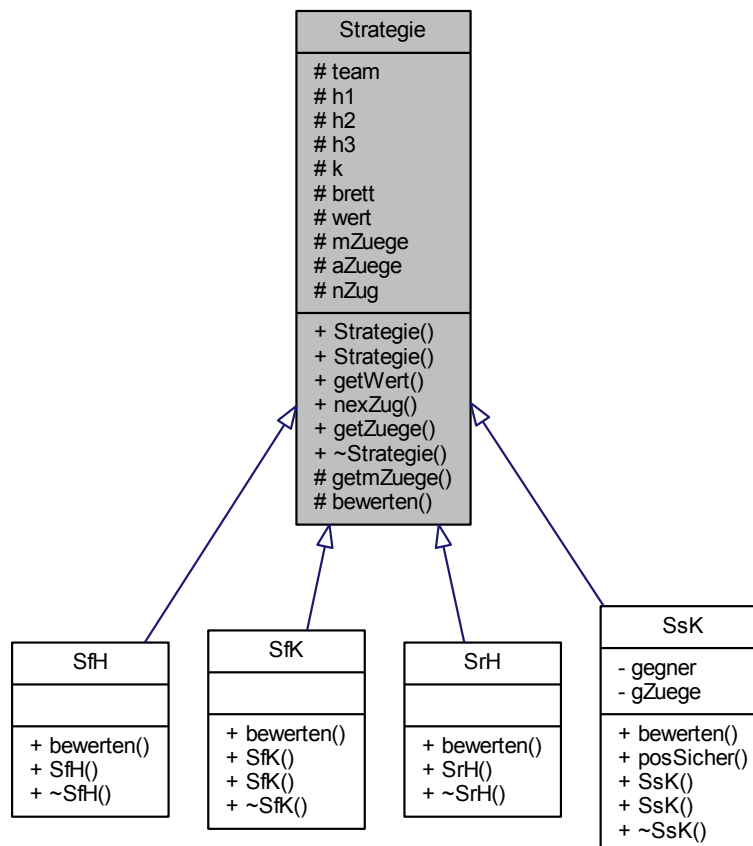 Strategie
# team
# h1
# h2
# h3
# k
# brett
# wert
# mZuege
# aZuege
# nZug
+ Strategie()
+ Strategie()
+ getWert()
+ nexZug()
+ getZuege()
+ ~Strategie()
# getmZuege()
# bewerten()
SfH
+ bewerten()
+ SfH()
+ ~SfH()
SfK
+ bewerten()
+ SfK()
+ SfK()
+ ~SfK()
SrH
+ bewerten()
+ SrH()
+ ~SrH()
SsK
- gegner
- gZuege
+ bewerten()
+ posSicher()
+ SsK()
+ SsK()
+ ~SsK()